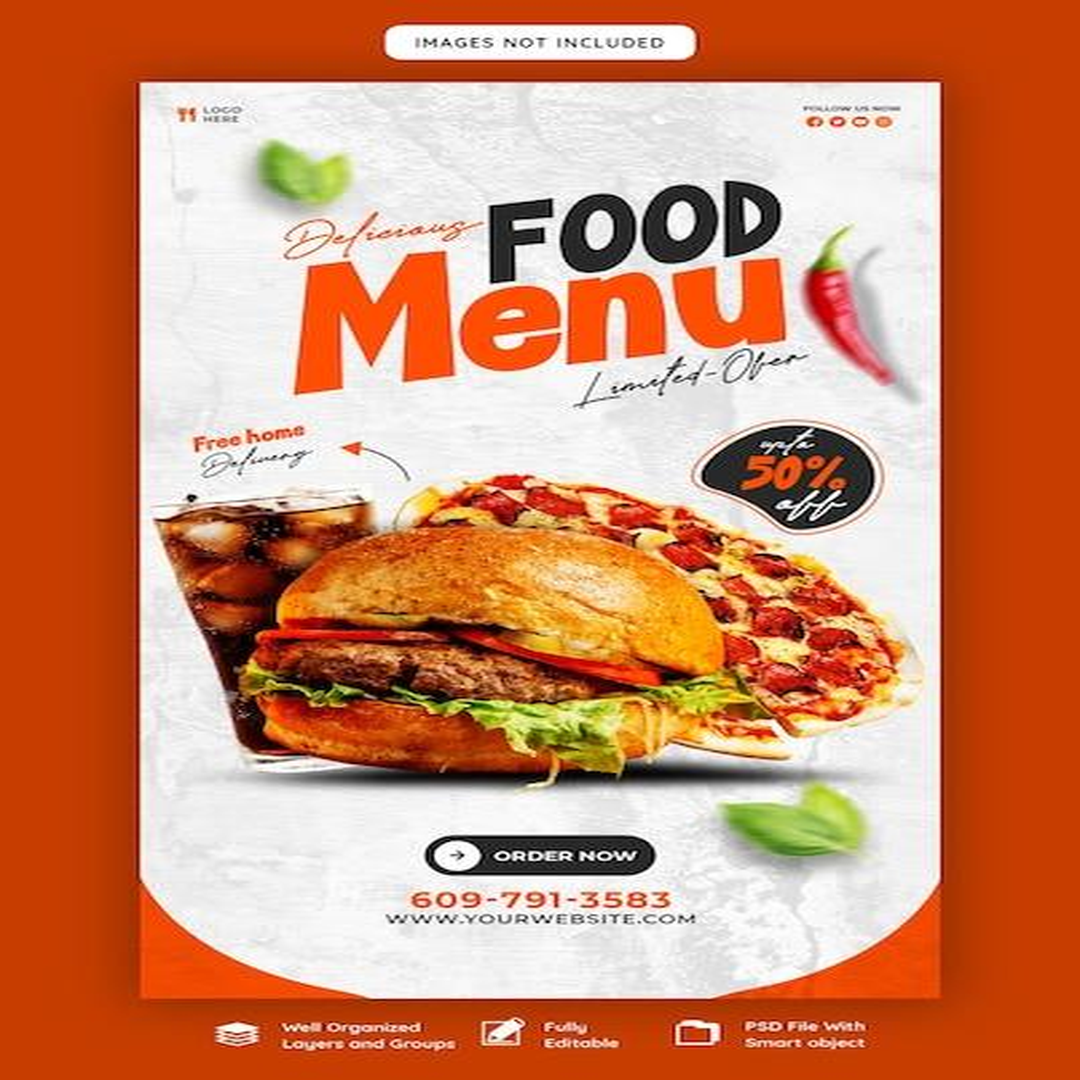 IMAGES NOT INCLUDED
LOGO
HERE
FOLLOW US NOW
Delicious FOOD
Menu
Limited-Ofer
Free home
Delivery
upto
50%
off
ORDER NOW
609-791-3583
WWW.YOURWEBSITE.COM
Well Organized
Layers and Groups
Fully
Editable
PSD File With
Smart object